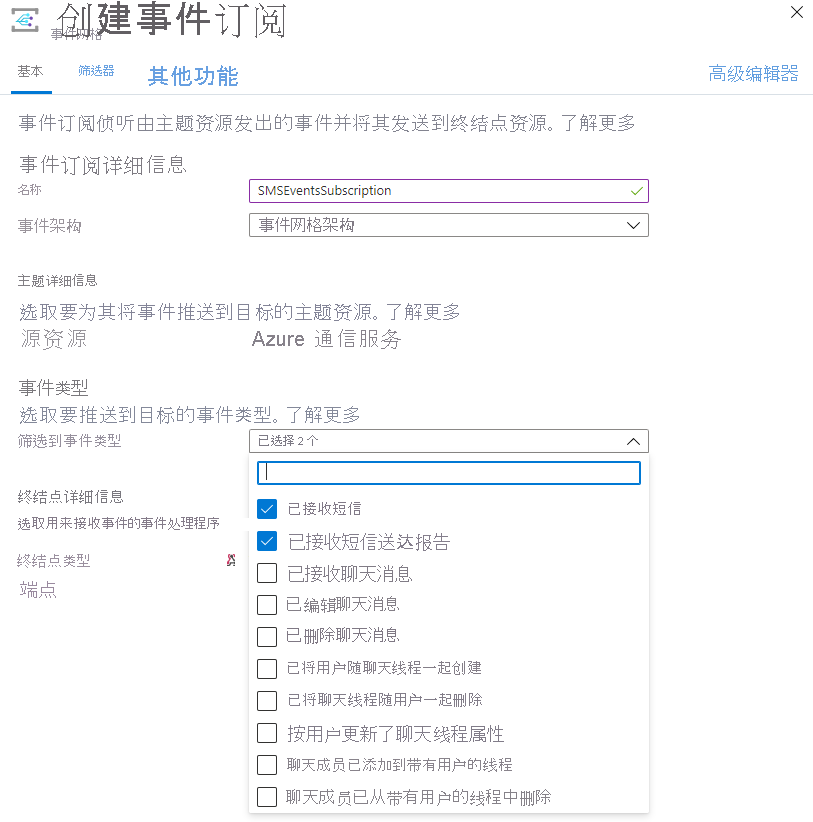 创建事件订阅
事件网格
基本 筛选器 其他功能 高级编辑器
事件订阅侦听由主题资源发出的事件并将其发送到终结点资源。了解更多
事件订阅详细信息
名称 SMSEventsSubscription
事件架构 事件网格架构
主题详细信息
选取要为其将事件推送到目标的主题资源。了解更多
源资源 Azure 通信服务
事件类型
选取要推送到目标的事件类型。了解更多
筛选到事件类型 已选择 2 个
已接收短信
已接收短信送达报告
已接收聊天消息
已编辑聊天消息
已删除聊天消息
已将用户随聊天线程一起创建
已将聊天线程随用户一起删除
按用户更新了聊天线程属性
聊天成员已添加到带有用户的线程
聊天成员已从带有用户的线程中删除
终结点详细信息
选取用来接收事件的事件处理程序
终结点类型
端点